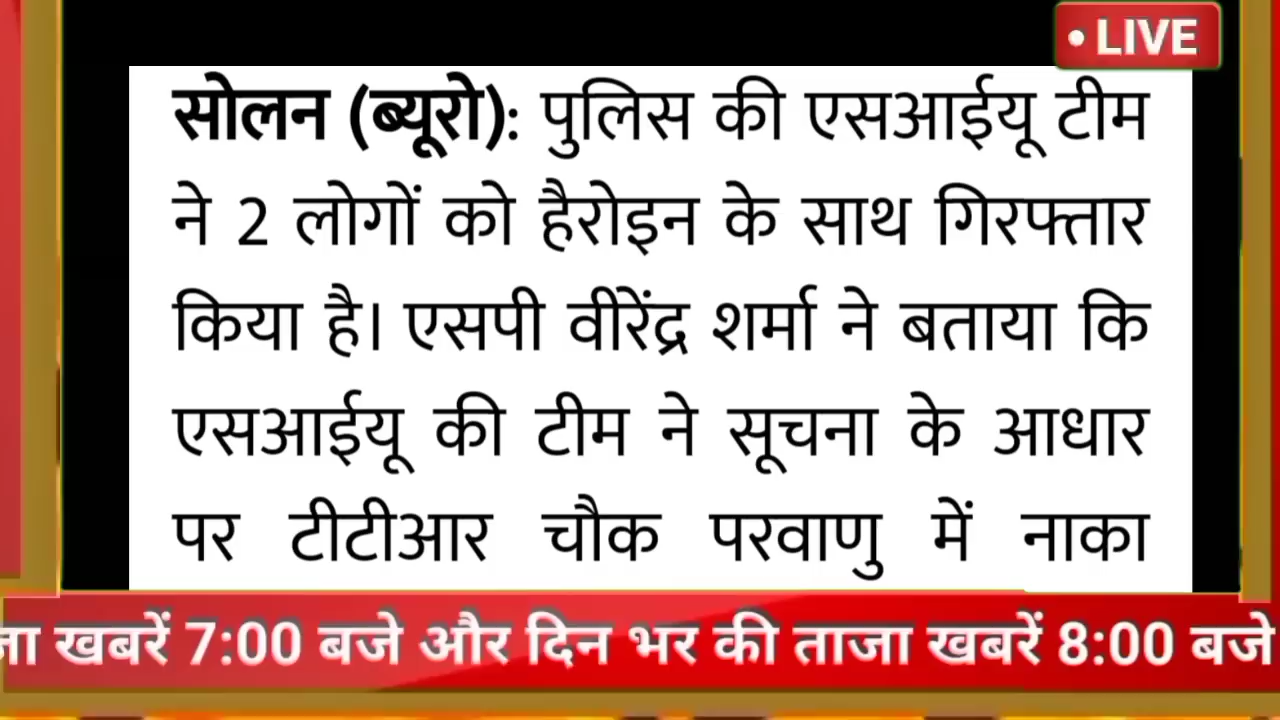 • LIVE
सोलन (ब्यूरो): पुलिस की एसआईयू टीम
ने 2 लोगों को हैरोइन के साथ गिरफ्तार
किया है। एसपी वीरेंद्र शर्मा ने बताया कि
एसआईयू की टीम ने सूचना के आधार
पर टीटीआर चौक परवाणु में नाका
खबरें 7:00 बजे और दिन भर की ताजा खबरें 8:00 बजे